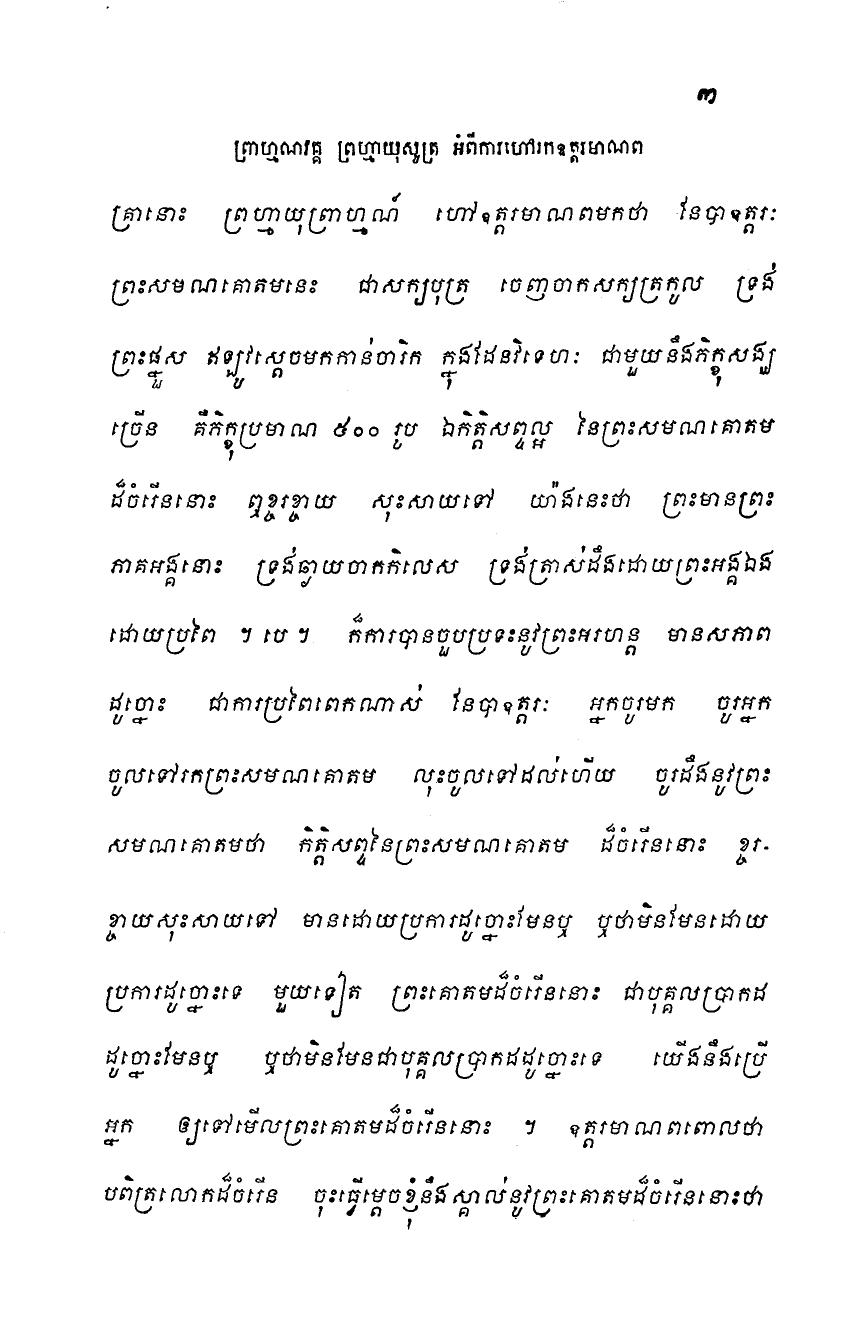 ៣
ព្រាហ្មណវគ្គ ព្រហ្មាយុសូត្រ អំពីការហៅរកឧត្តរមាណព
គ្រានោះ ព្រហ្មាយុព្រាហ្មណ៍ ហៅឧត្តរមាណពមកថា នែបាឧត្តរៈ
ព្រះសមណគោតមនេះ ជាសក្យបុត្រ ចេញចាកសក្យត្រកូល ទ្រង់
ព្រះផ្នួស ឥឡូវស្តេចមកកាន់ចារិក ក្នុងដែនវិទេហៈ ជាមួយនឹងភិក្ខុសង្ឃ
ច្រើន គឺភិក្ខុប្រមាណ ៥០០ រូប ឯកិត្តិសព្ទល្អ នៃព្រះសមណគោតម
ដ៏ចំរើននោះ ឮខ្ចរខ្ចាយ សុះសាយទៅ យ៉ាងនេះថា ព្រះមានព្រះ
ភាគអង្គនោះ ទ្រង់ឆ្ងាយចាកកិលេស ទ្រង់ត្រាស់ដឹងដោយព្រះអង្គឯង
ដោយប្រពៃ ។ បេ ។ ក៏ការបានចួបប្រទះនូវព្រះអរហន្ត មានសភាព
ដូច្នោះ ជាការប្រពៃពេកណាស់ នែបាឧត្តរៈ អ្នកចូរមក ចូរអ្នក
ចូលទៅរកព្រះសមណគោតម លុះចូលទៅដល់ហើយ ចូរដឹងនូវព្រះ
សមណគោតមថា កិត្តិសព្ទនៃព្រះសមណគោតម ដ៏ចំរើននោះ ខ្ចរ-
ខ្ចាយសុះសាយទៅ មានដោយប្រការដូច្នោះមែនឬ ឬថាមិនមែនដោយ
ប្រការដូច្នោះទេ មួយទៀត ព្រះគោតមដ៏ចំរើននោះ ជាបុគ្គលប្រាកដ
ដូច្នោះមែនឬ ឬថាមិនមែនជាបុគ្គលប្រាកដដូច្នោះទេ យើងនឹងប្រើ
អ្នក ឲ្យទៅមើលព្រះគោតមដ៏ចំរើននោះ ។ ឧត្តរមាណពពោលថា
បពិត្រលោកដ៏ចំរើន ចុះធ្វើម្តេចខ្ញុំនឹងស្គាល់នូវព្រះគោតមដ៏ចំរើននោះថា